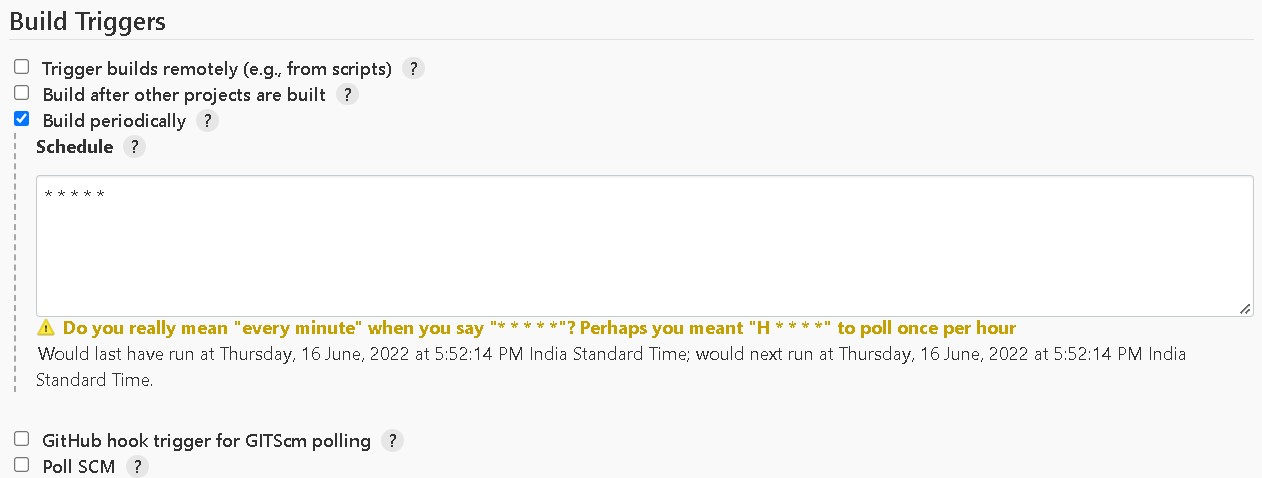 Build Triggers
Trigger builds remotely (e.g., from scripts) ?
Build after other projects are built ?
Build periodically ?
Schedule ?
* * * * *
Do you really mean "every minute" when you say "* * * * *"? Perhaps you meant "H * * * *" to poll once per hour
Would last have run at Thursday, 16 June, 2022 at 5:52:14 PM India Standard Time; would next run at Thursday, 16 June, 2022 at 5:52:14 PM India
Standard Time.
GitHub hook trigger for GITScm polling ?
Poll SCM ?